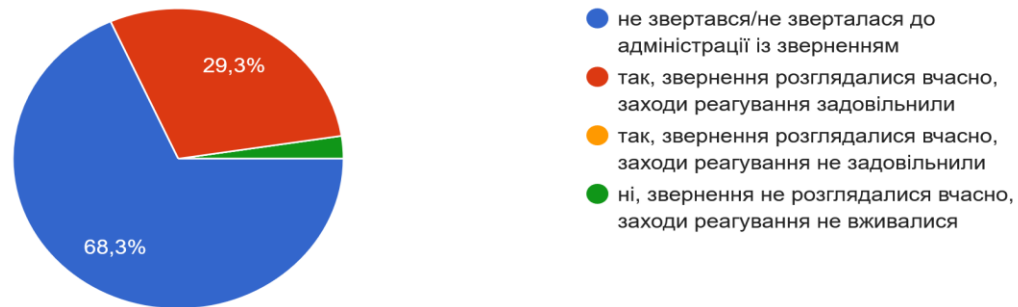 29,3%
68,3%
не звертався/не зверталася до
адміністрації із зверненням
так, звернення розглядалися вчасно,
заходи реагування задовільнили
так, звернення розглядалися вчасно,
заходи реагування не задовільнили
ні, звернення не розглядалися вчасно,
заходи реагування не вживалися